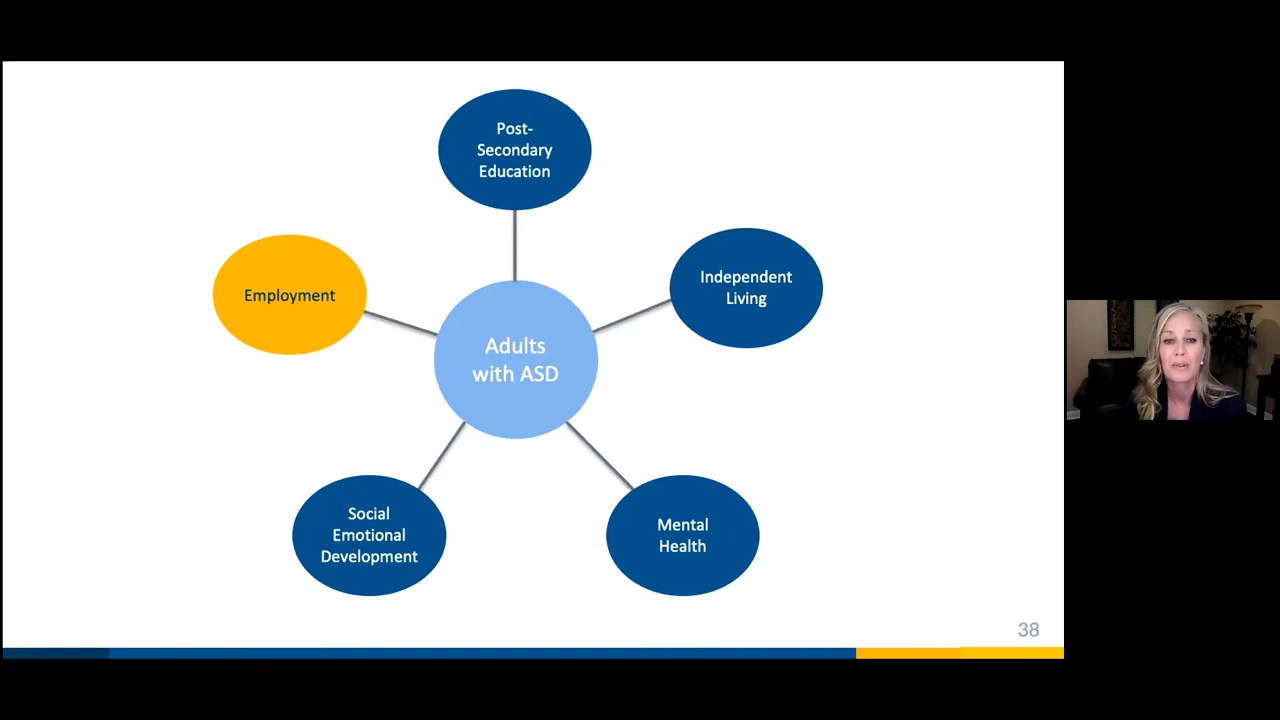 Post-
Secondary
Education
Independent
Living
Employment
Adults
with ASD
Social
Emotional
Development
Mental
Health
38